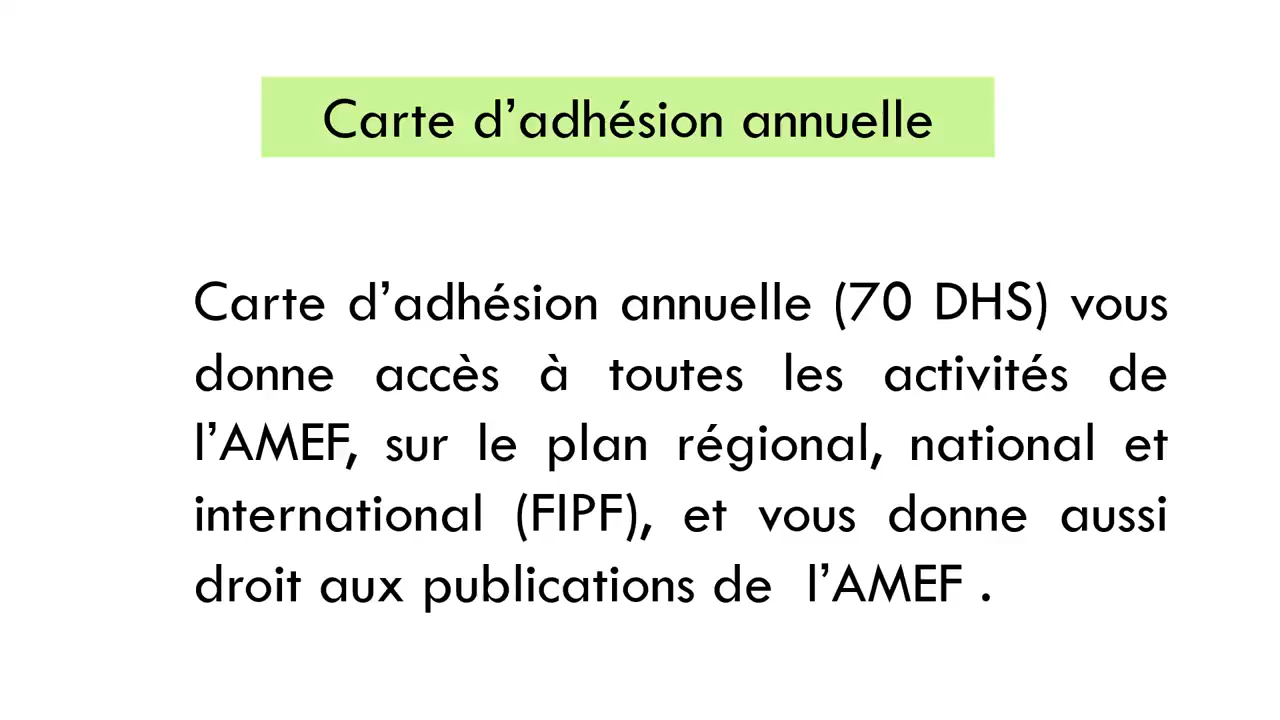 Carte d’adhésion annuelle
Carte d’adhésion annuelle (70 DHS) vous
donne accès à toutes les activités de
l’AMEF, sur le plan régional, national et
international (FIPF), et vous donne aussi
droit aux publications de  l’AMEF .